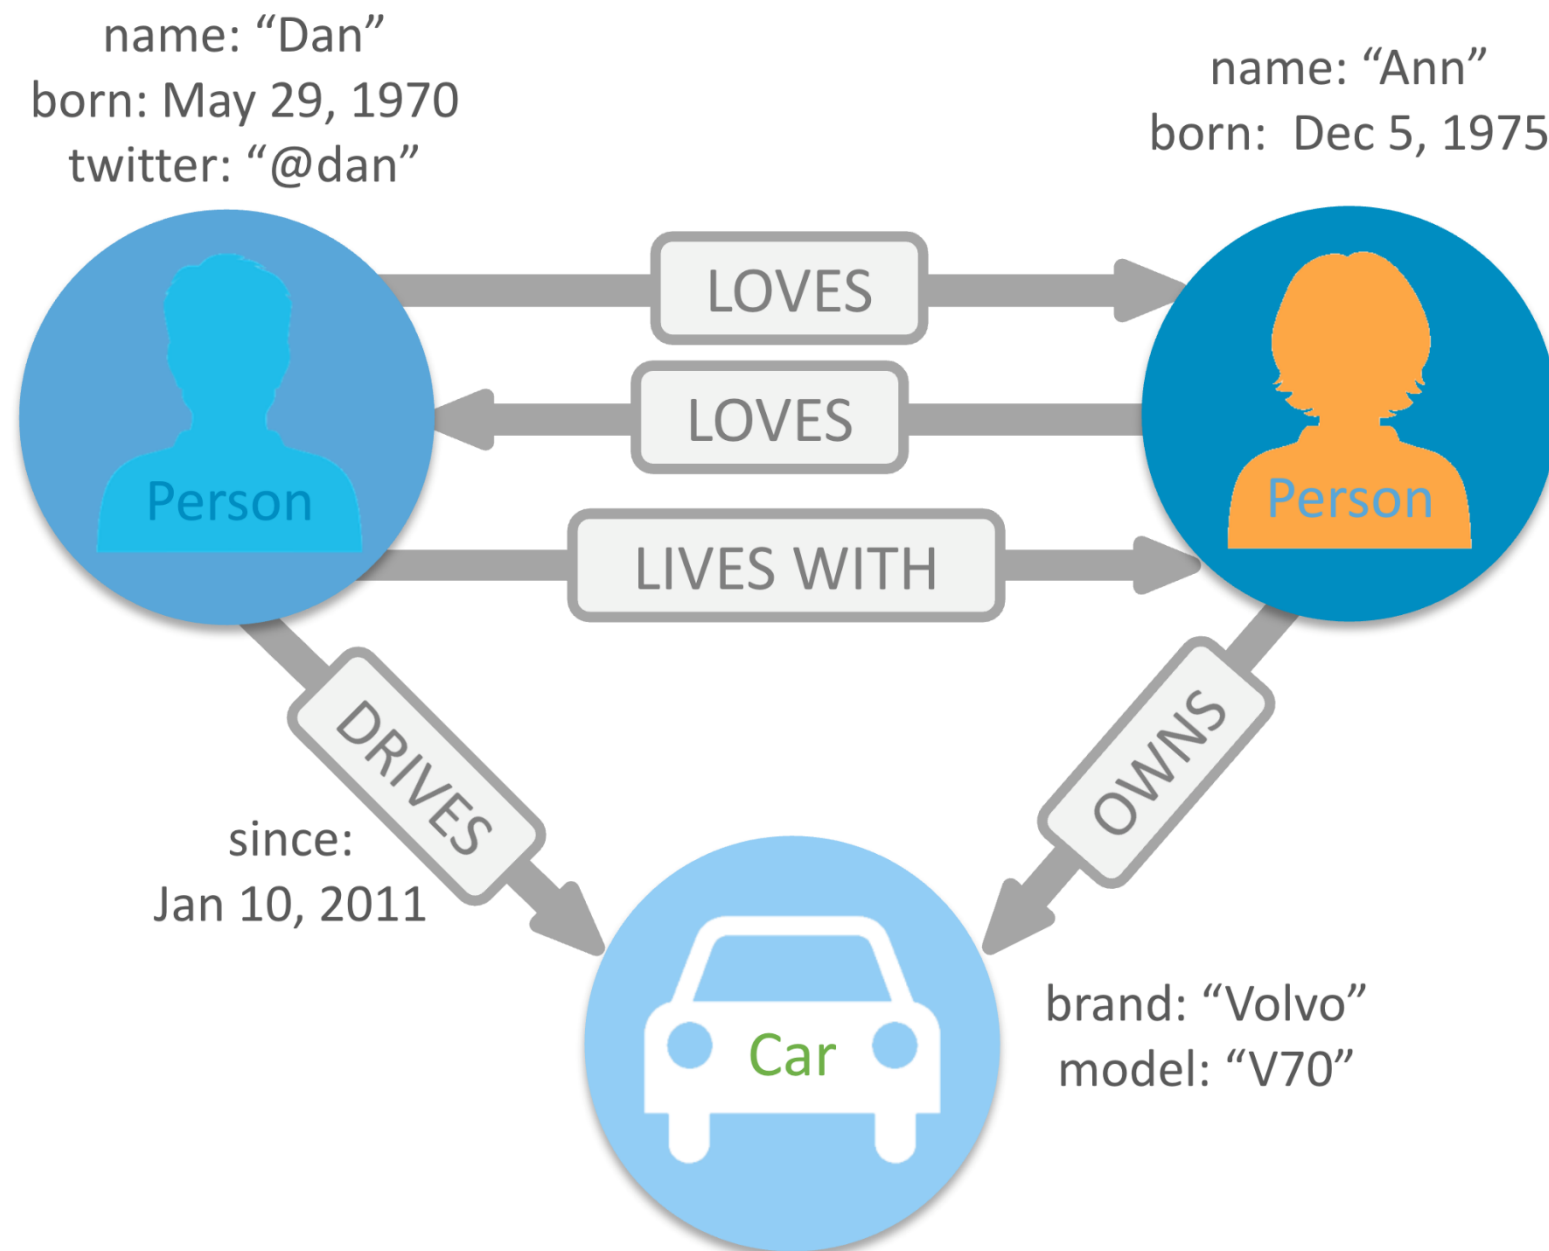 name: “Dan”
born: May 29, 1970
twitter: “@dan”
name: “Ann”
born:  Dec 5, 1975
LOVES
LOVES
Person
Person
LIVES WITH
DRIVES
OWNS
since:
Jan 10, 2011
Car
brand: “Volvo”
model: “V70”